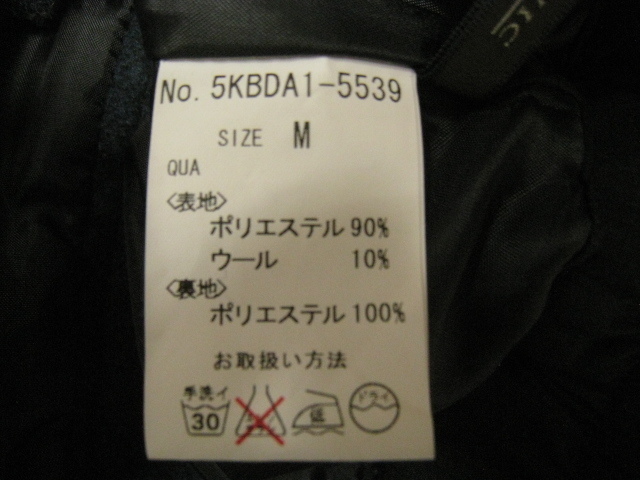 No. 5KBDA1-5539
SIZE M
QUA
<表地>
ポリエステル 90%
ウール 10%
<裏地>
ポリエステル 100%
お取扱い方法
手洗イ 30 低 ドライ